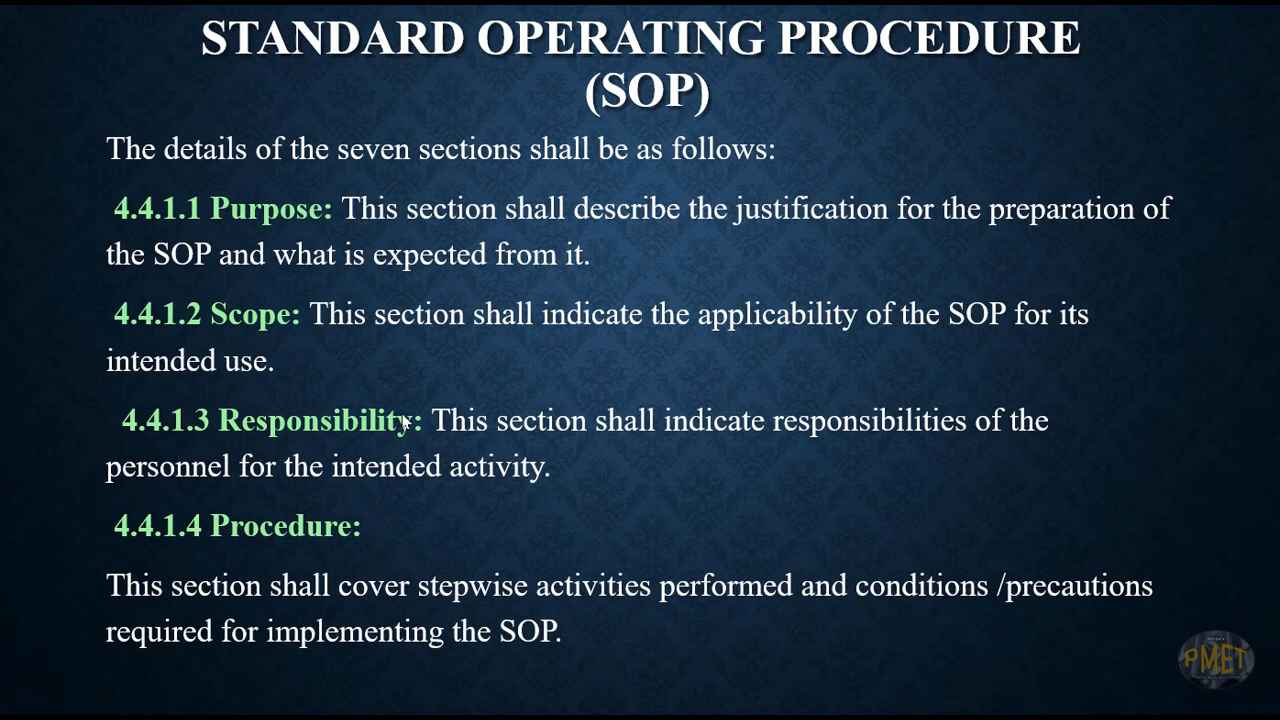 STANDARD OPERATING PROCEDURE
(SOP)
The details of the seven sections shall be as follows:
4.4.1.1 Purpose: This section shall describe the justification for the preparation of
the SOP and what is expected from it.
4.4.1.2 Scope: This section shall indicate the applicability of the SOP for its
intended use.
4.4.1.3 Responsibility: This section shall indicate responsibilities of the
personnel for the intended activity.
4.4.1.4 Procedure:
This section shall cover stepwise activities performed and conditions /precautions
required for implementing the SOP.
PMET